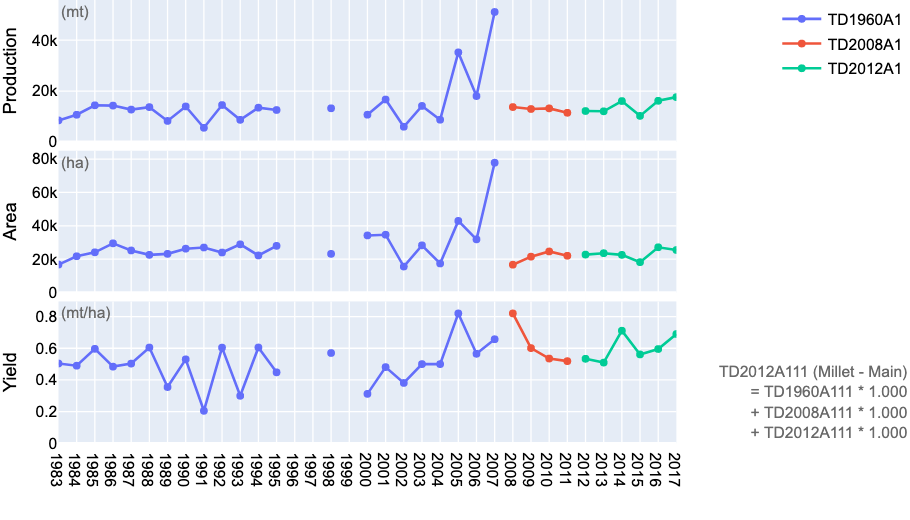 (mt)
Production
40k
20k
0
TD1960A1
TD2008A1
TD2012A1
(ha)
Area
80k
60k
40k
20k
0
(mt/ha)
Yield
0.8
0.6
0.4
0.2
0
TD2012A111 (Millet - Main)
= TD1960A111 * 1.000
+ TD2008A111 * 1.000
+ TD2012A111 * 1.000
1983
1984
1985
1986
1987
1988
1989
1990
1991
1992
1993
1994
1995
1996
1998
1999
2000
2001
2002
2003
2004
2005
2006
2007
2008
2009
2010
2011
2012
2013
2014
2015
2016
2017